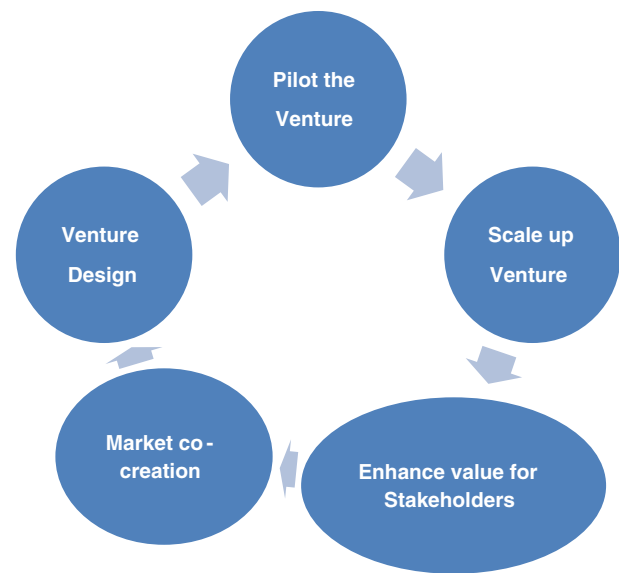 Pilot the
Venture
Scale up
Venture
Enhance value for
Stakeholders
Market co-
creation
Venture
Design